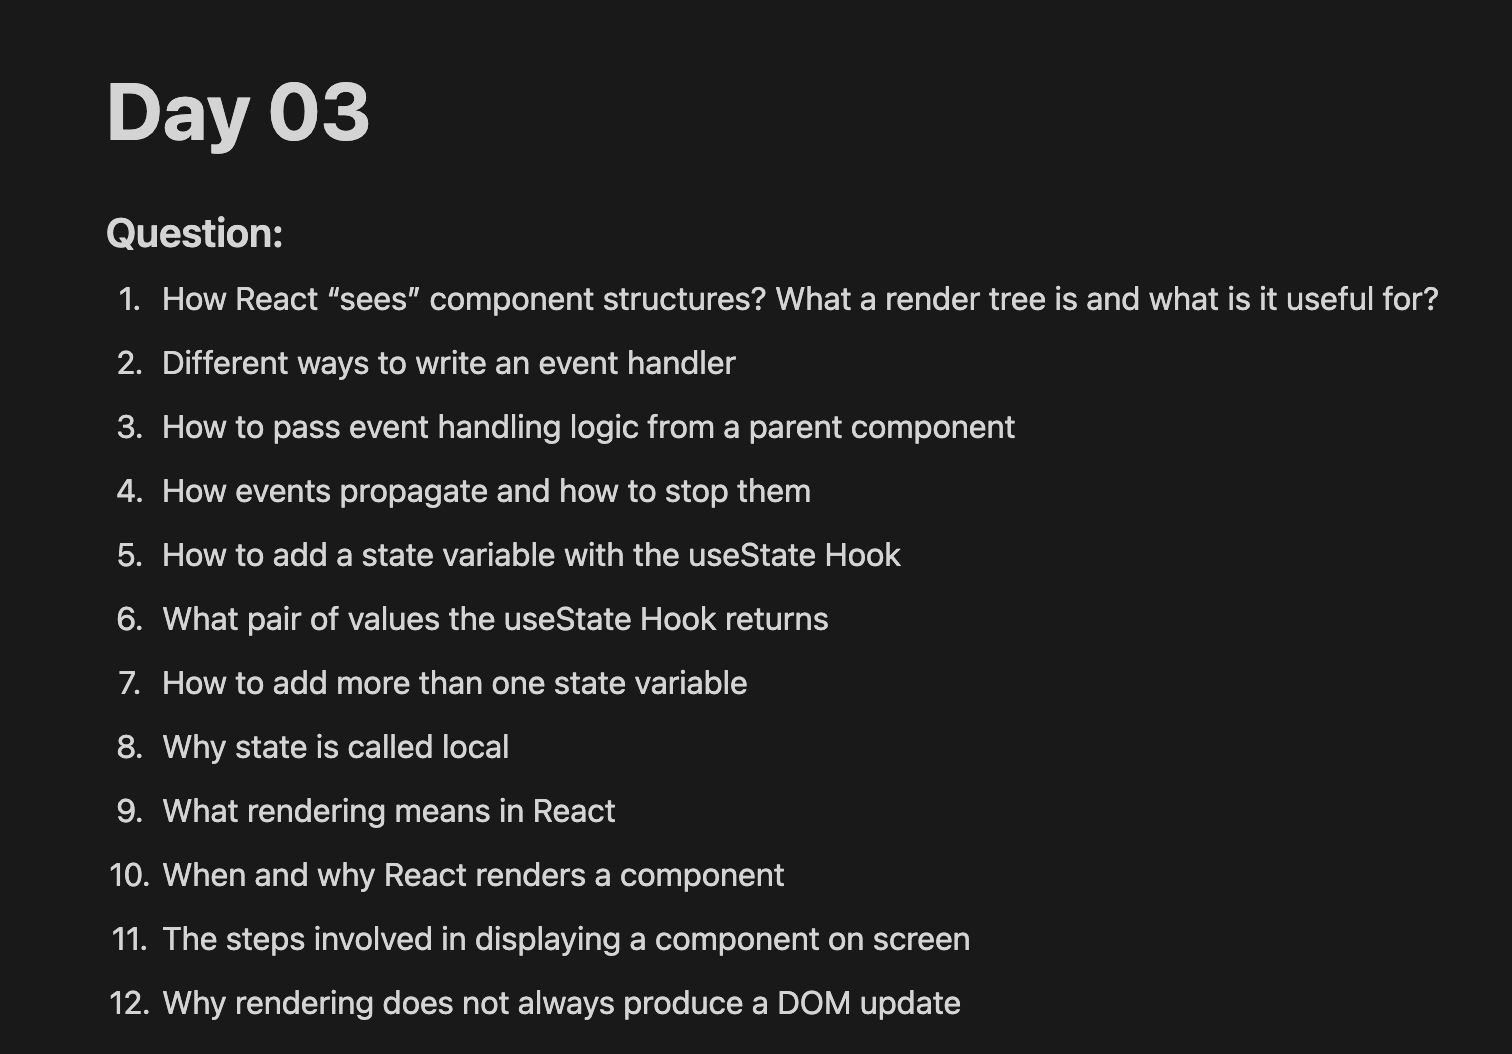 Day 03
Question:
1. How React “sees” component structures? What a render tree is and what is it useful for?
2. Different ways to write an event handler
3. How to pass event handling logic from a parent component
4. How events propagate and how to stop them
5. How to add a state variable with the useState Hook
6. What pair of values the useState Hook returns
7. How to add more than one state variable
8. Why state is called local
9. What rendering means in React
10. When and why React renders a component
11. The steps involved in displaying a component on screen
12. Why rendering does not always produce a DOM update